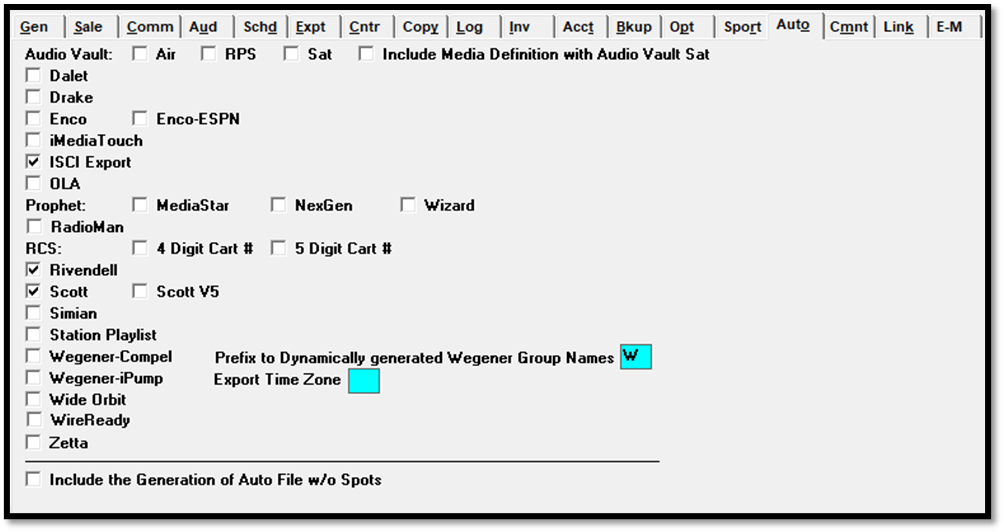 Gen Sale Comm Aud Schd Expt Cntr Copy Log Inv Acct Bkup Opt Sport Auto Cmnt Link E-M
Audio Vault: Air RPS Sat Include Media Definition with Audio Vault Sat
Dalet
Drake
Enco Enco-ESPN
iMediaTouch
ISCI Export
OLA
Prophet: MediaStar NexGen Wizard
RadioMan
RCS: 4 Digit Cart # 5 Digit Cart #
Rivendell
Scott Scott V5
Simian
Station Playlist
Wegener-Compel Prefix to Dynamically generated Wegener Group Names W
Wegener-iPump Export Time Zone
Wide Orbit
WireReady
Zetta
Include the Generation of Auto File w/o Spots